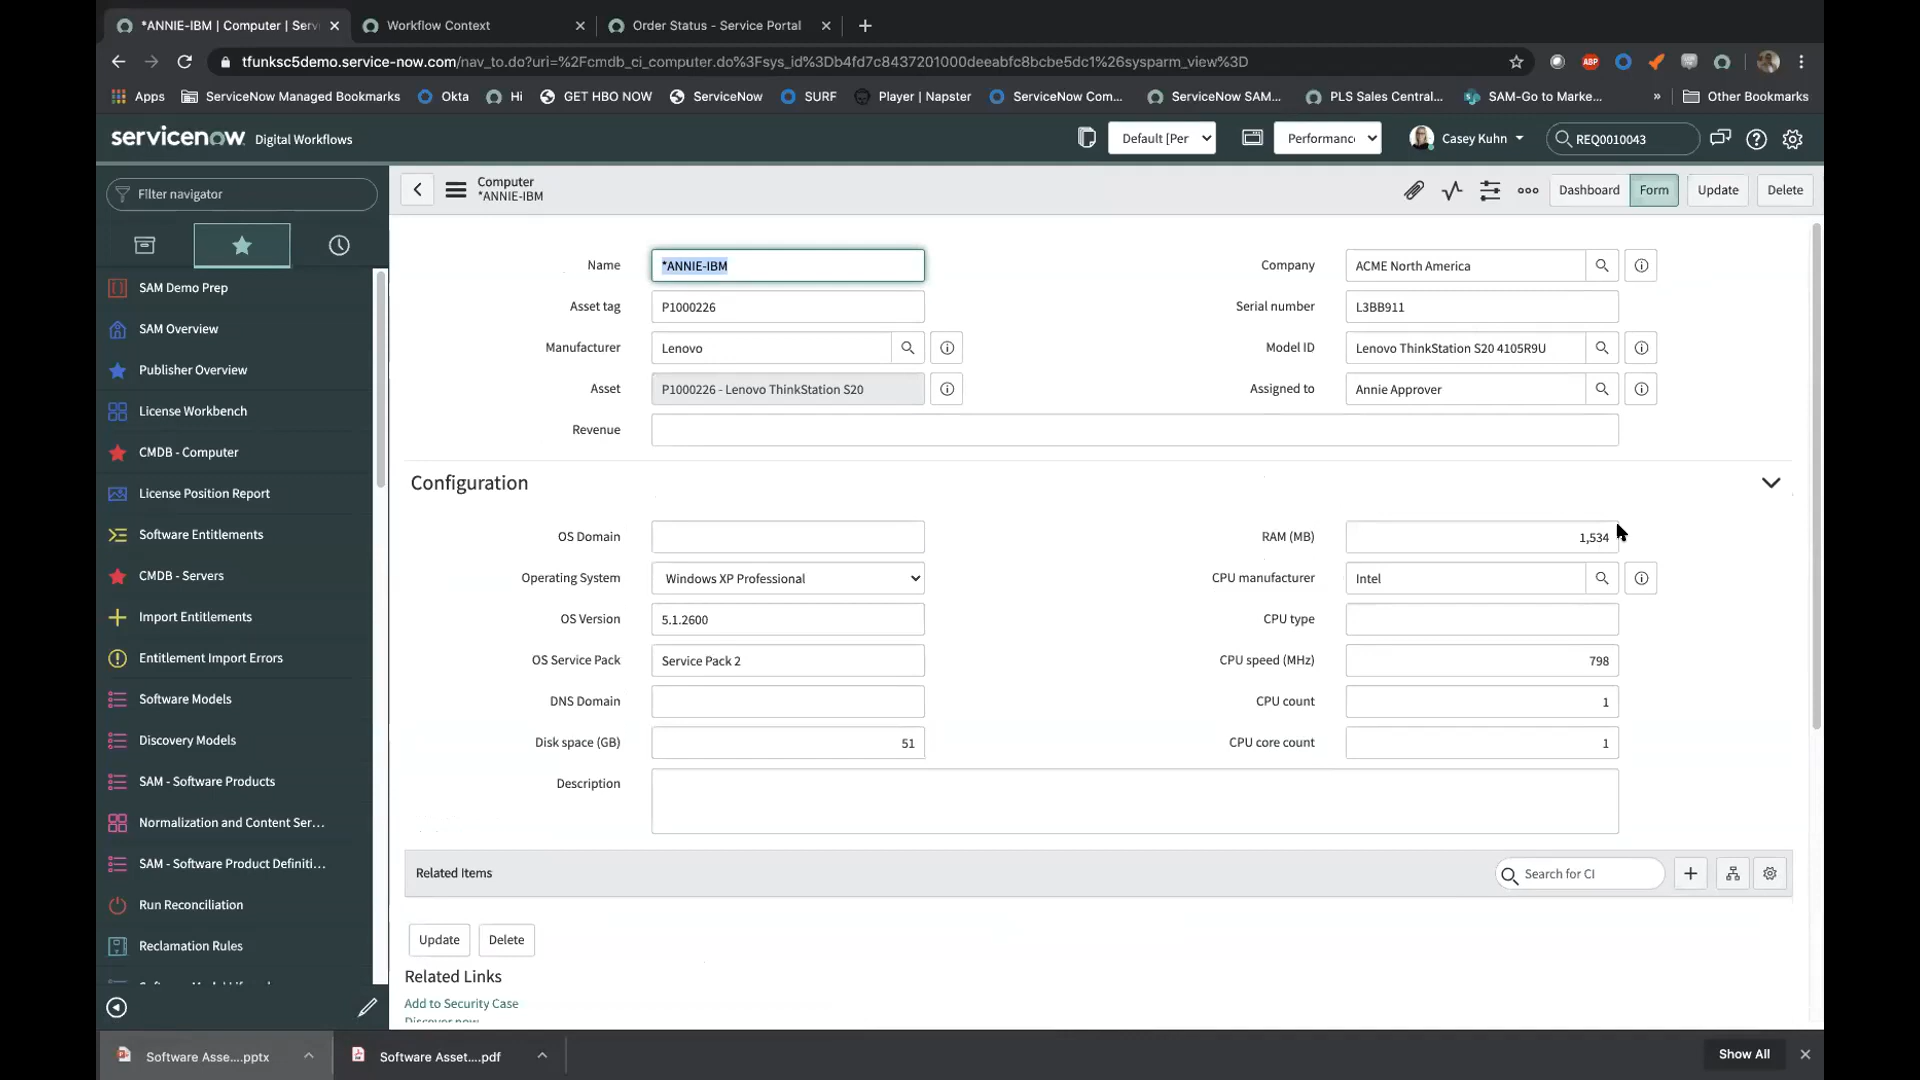 *ANNIE-IBM | Computer | Serv
Workflow Context
Order Status - Service Portal
tfunksc5demo.service-now.com/nav_to.do?uri=%2Fcmdb_ci_computer.do%3Fsys_id%3Db4fd7c8437201000deeabfc8bcbe5dc1%26sysparm_view%3D
ABP
Apps
ServiceNow Managed Bookmarks
Okta
Hi
GET HBO NOW
ServiceNow
SURF
Player | Napster
ServiceNow Com...
ServiceNow SAM...
PLS Sales Central...
SAM-Go to Marke...
»
Other Bookmarks
servicenow Digital Workflows
Default [Per
Performanc
Casey Kuhn
REQ0010043
Filter navigator
SAM Demo Prep
SAM Overview
Publisher Overview
License Workbench
CMDB - Computer
License Position Report
Software Entitlements
CMDB - Servers
Import Entitlements
Entitlement Import Errors
Software Models
Discovery Models
SAM - Software Products
Normalization and Content Ser...
SAM - Software Product Definiti...
Run Reconciliation
Reclamation Rules
Computer
*ANNIE-IBM
Dashboard
Form
Update
Delete
Name *ANNIE-IBM
Company ACME North America
Asset tag P1000226
Serial number L3BB911
Manufacturer Lenovo
Model ID Lenovo ThinkStation S20 4105R9U
Asset P1000226 - Lenovo ThinkStation S20
Assigned to Annie Approver
Revenue
Configuration
OS Domain
RAM (MB) 1,534
Operating System Windows XP Professional
CPU manufacturer Intel
OS Version 5.1.2600
CPU type
OS Service Pack Service Pack 2
CPU speed (MHz) 798
DNS Domain
CPU count 1
Disk space (GB) 51
CPU core count 1
Description
Related Items
Search for CI
Update
Delete
Related Links
Add to Security Case
Discover now
Software Asse....pptx
Software Asset....pdf
Show All